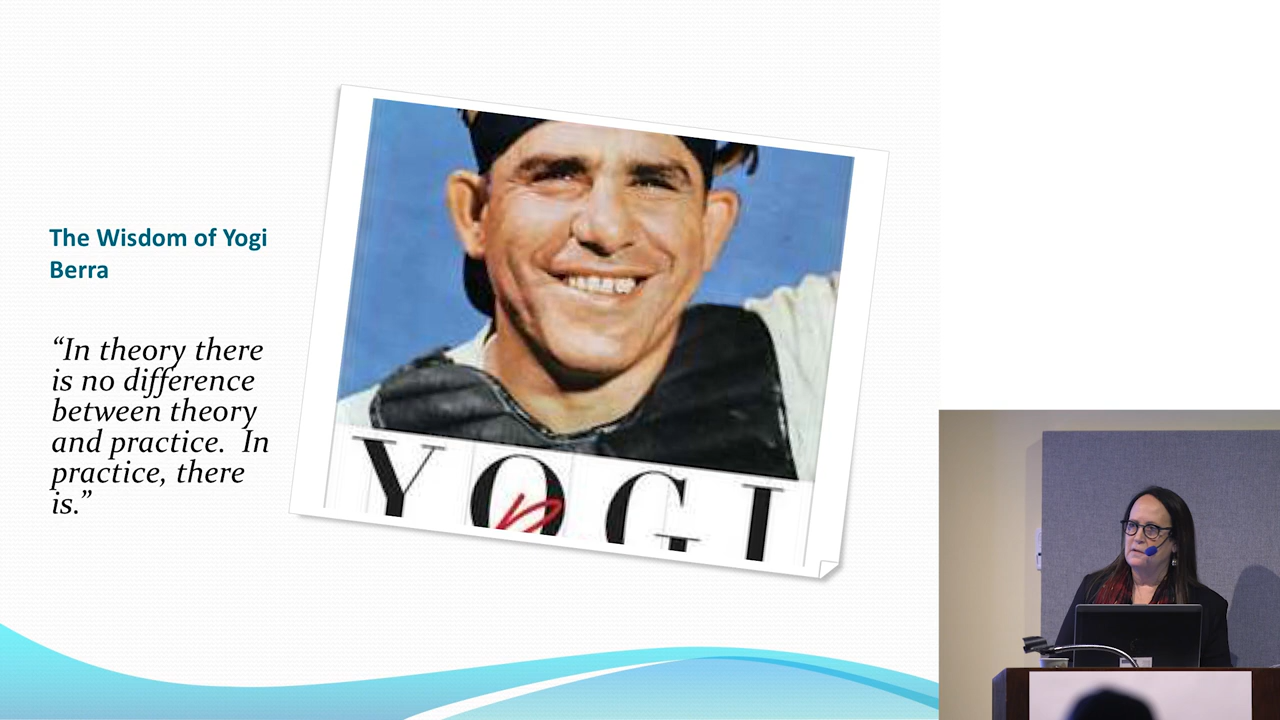 The Wisdom of Yogi
Berra
“In theory there
is no difference
between theory
and practice.  In
practice, there
is.”
YOGI